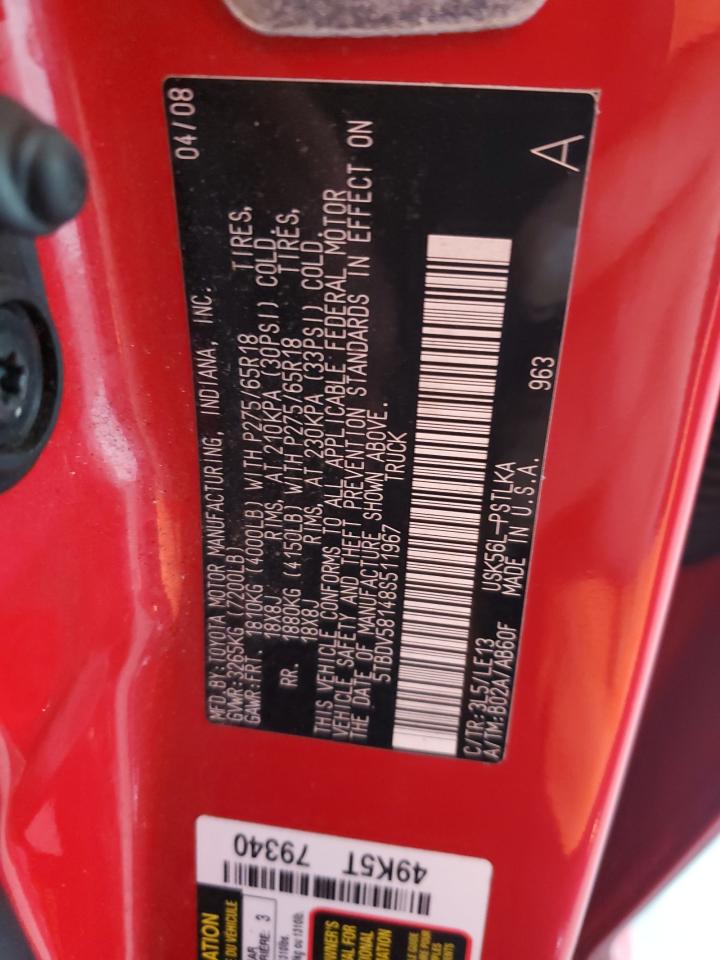 MFD.BY:TOYOTA MOTOR MANUFACTURING, INDIANA, INC. 04/08
GVWR:3265KG (7200LB)
GAWR:FRT. 1810KG (4000LB) WITH P275/65R18 TIRES,
18X8J RIMS, AT 210KPA (30PSI) COLD
RR. 1880KG (4150LB) WITH P275/65R18 TIRES,
18X8J RIMS, AT 230KPA (33PSI) COLD.
THIS VEHICLE CONFORMS TO ALL APPLICABLE FEDERAL MOTOR
VEHICLE SAFETY AND THEFT PREVENTION STANDARDS IN EFFECT ON
THE DATE OF MANUFACTURE SHOWN ABOVE.
5TBDV58148S511967 TRUCK
C/TR:3L5/LE13 USK56L-PSTLKA
A/TM:B02A/AB60F MADE IN U.S.A. 963
A
49K5T 79340
ATION
DU VÉHICULE
3